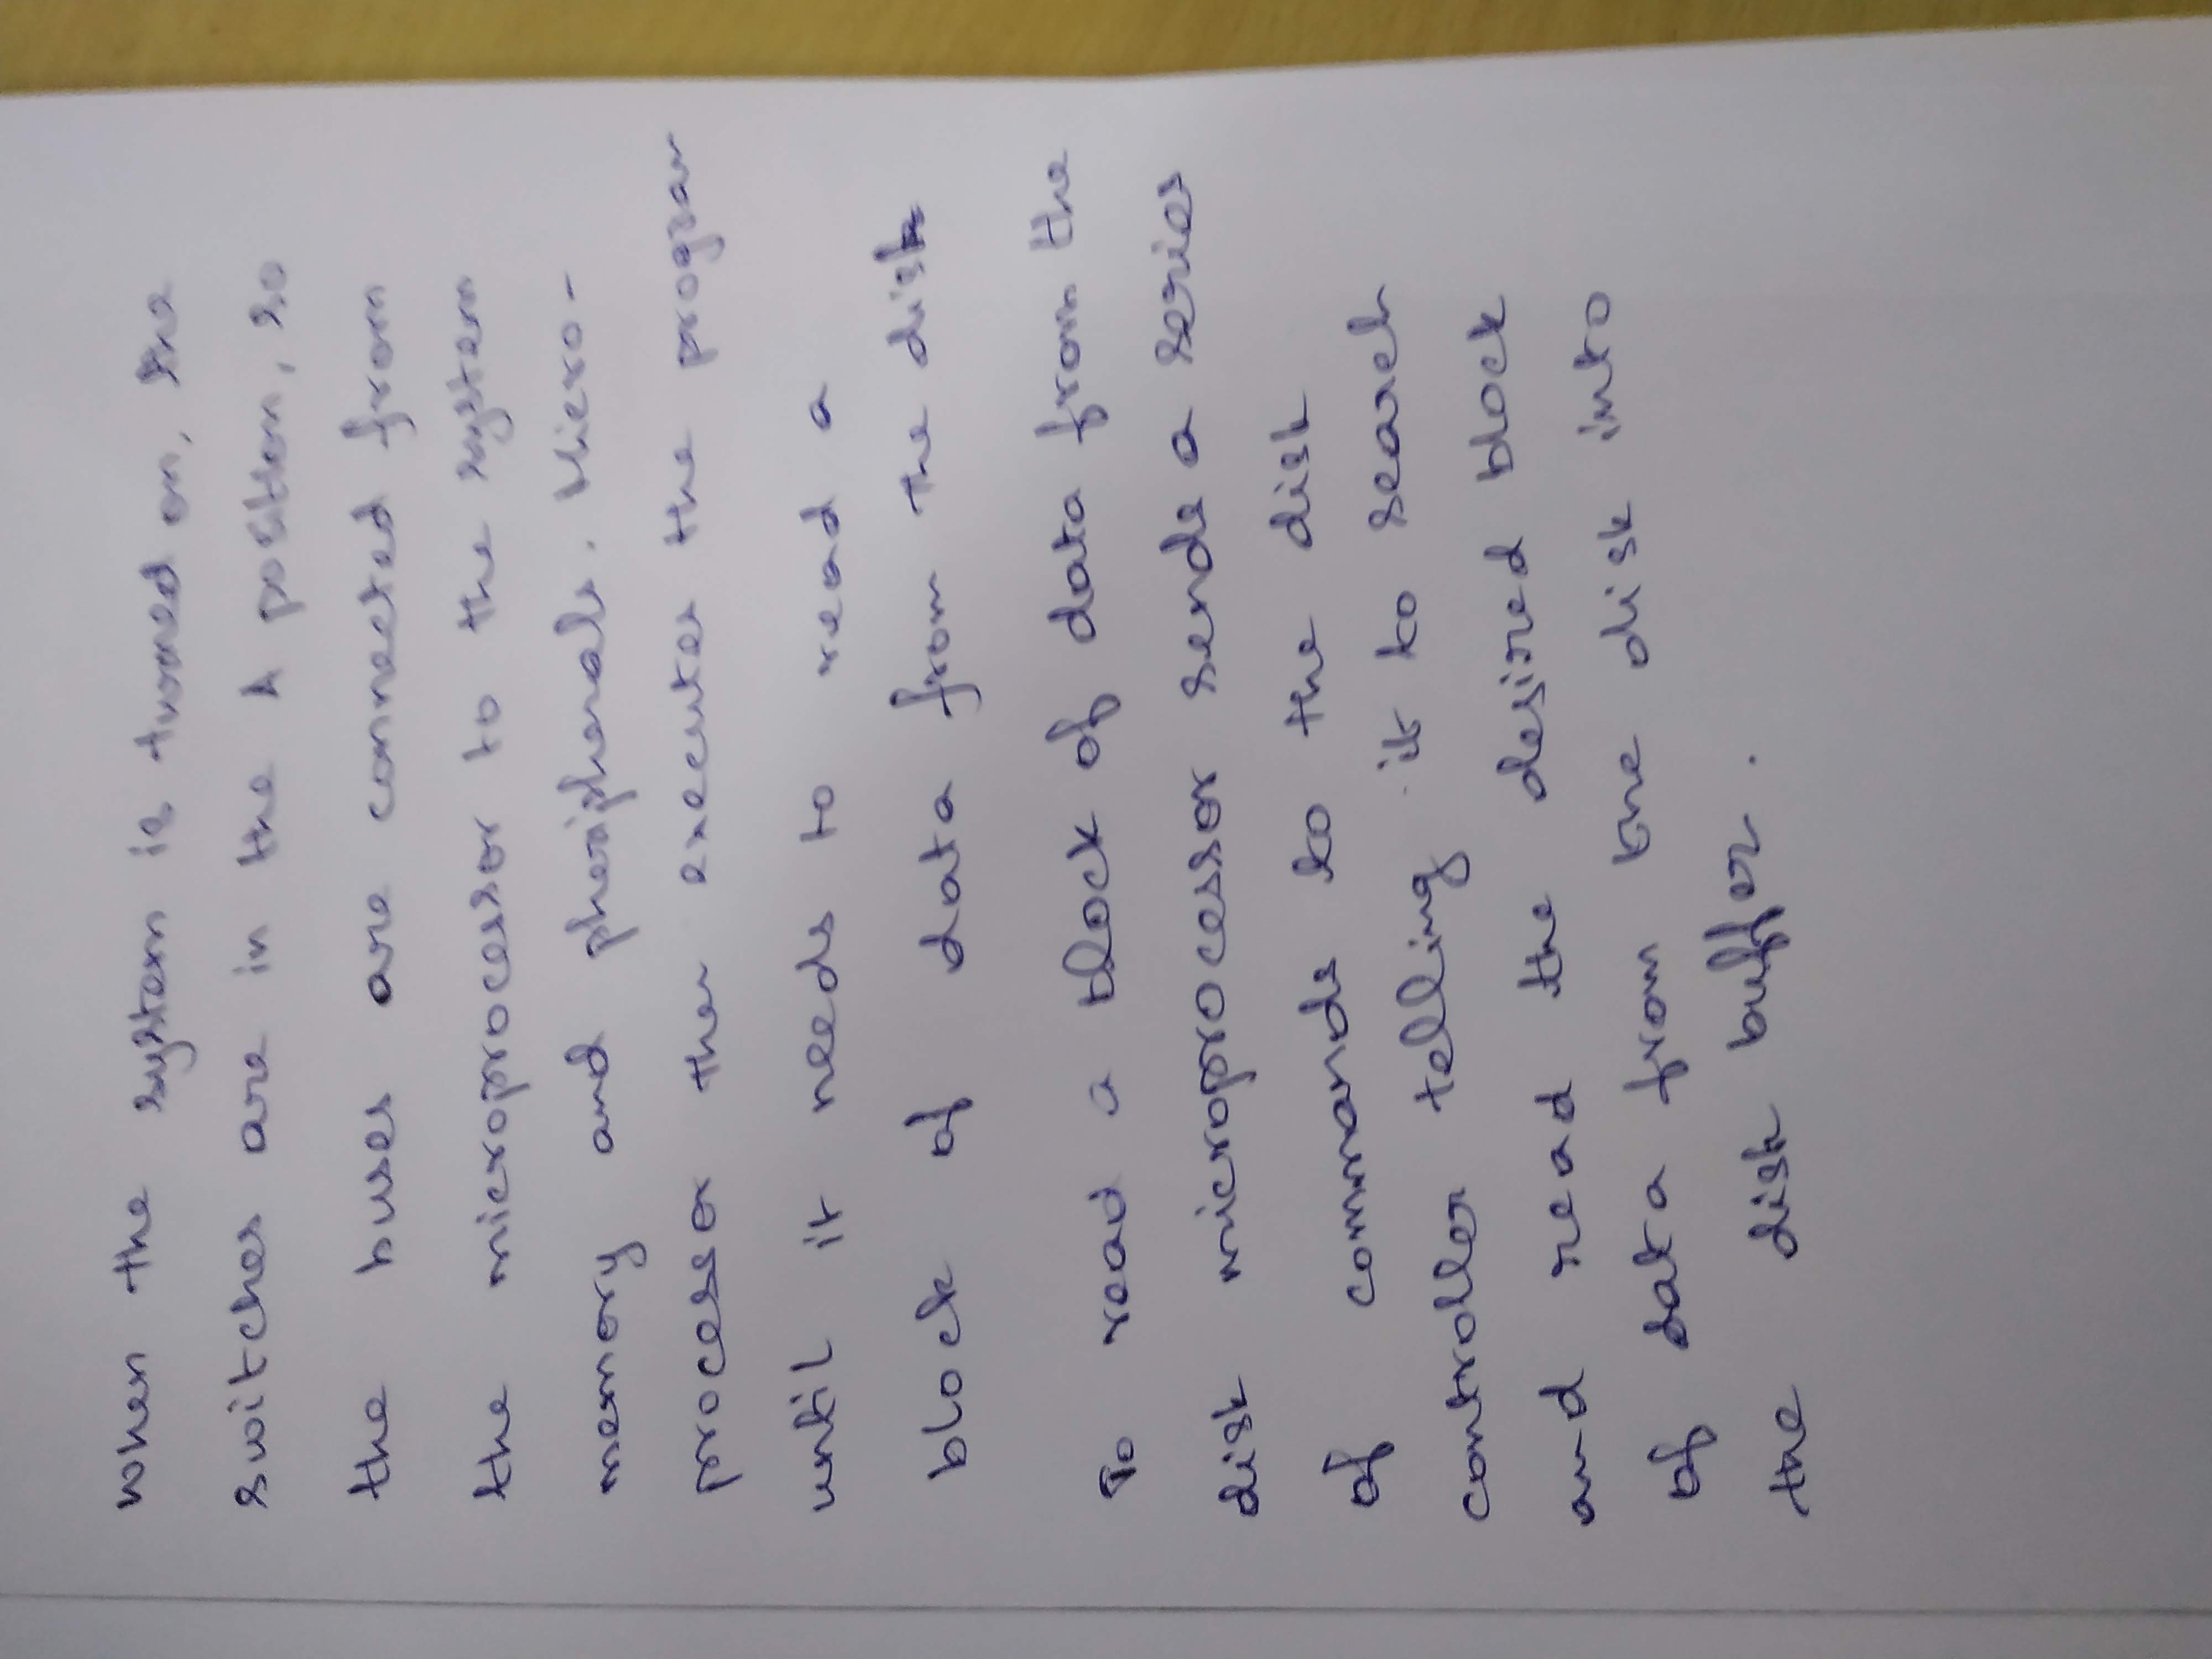 When the system is turned on, the
switches are in the A position, so
the buses are connected from
the microprocessor to the system
memory and pheripherals. Micro-
processor then executes the program
until it needs to read a
block of data from the disk
To read a block of data from the
disk microprocessor sends a series
of commands to the disk
controller telling it to search
and read the desired block
of data from the disk into
the disk buffer.